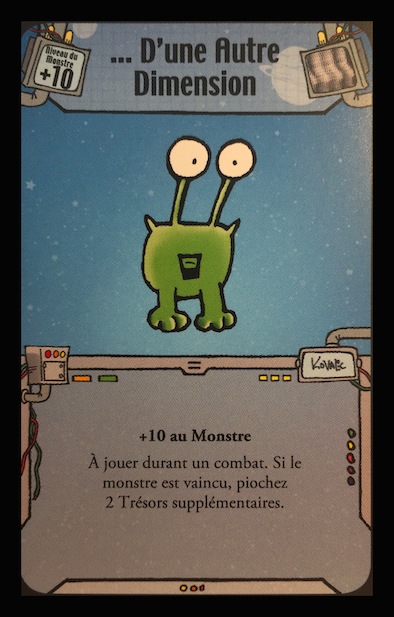 Niveau du
Monstre
+10
... D'une Autre
Dimension
Kovalic
+10 au Monstre
À jouer durant un combat. Si le
monstre est vaincu, piochez
2 Trésors supplémentaires.